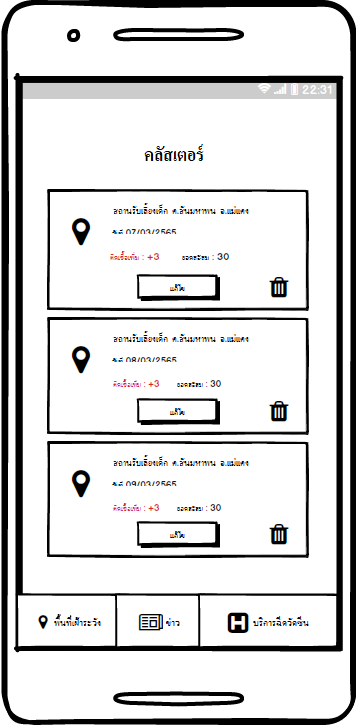 22:31
คลัสเตอร์
สถานรับเลี้ยงเด็ก ต.สันมหาพน อ.แม่แตง
07/03/2565
ติดเชื้อเพิ่ม : +3 ยอดสะสม : 30
แก้ไข
สถานรับเลี้ยงเด็ก ต.สันมหาพน อ.แม่แตง
08/03/2565
ติดเชื้อเพิ่ม : +3 ยอดสะสม : 30
แก้ไข
สถานรับเลี้ยงเด็ก ต.สันมหาพน อ.แม่แตง
09/03/2565
ติดเชื้อเพิ่ม : +3 ยอดสะสม : 30
แก้ไข
พื้นที่เฝ้าระวัง ข่าว H บริการฉีดวัคซีน